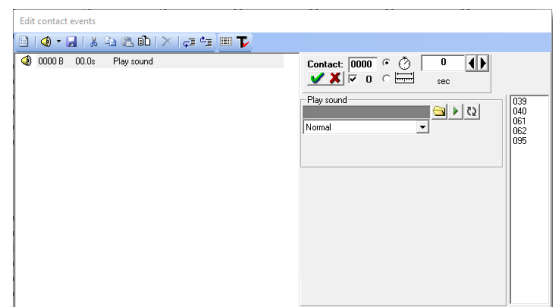 Edit contact events
0000 B 00.0s Play sound
Contact: 0000 0
0 sec
Play sound
Normal
039
040
061
062
095